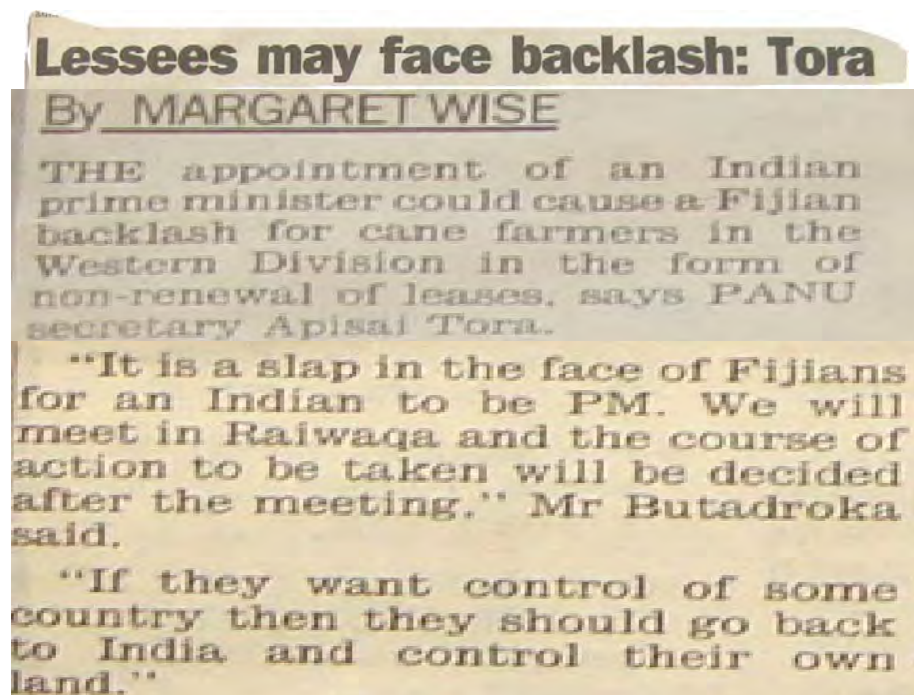 Lessees may face backlash: Tora
By MARGARET WISE
THE appointment of an Indian
prime minister could cause a Fijian
backlash for cane farmers in the
Western Division in the form of
non-renewal of leases, says PANU
secretary Apisai Tora.
"It is a slap in the face of Fijians
for an Indian to be PM. We will
meet in Raiwaqa and the course of
action to be taken will be decided
after the meeting," Mr Butadroka
said.
"If they want control of some
country then they should go back
to India and control their own
land."